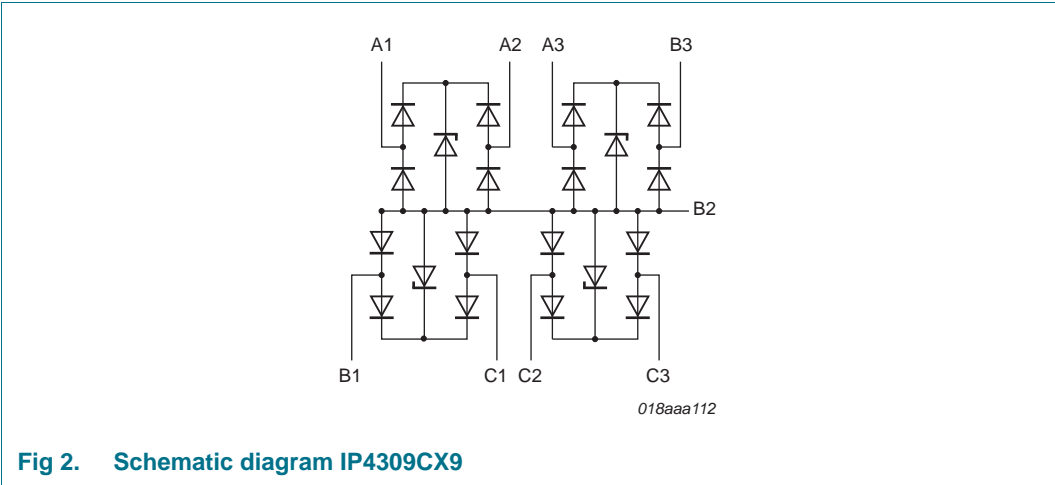 A1 A2 A3 B3
B2
B1 C1 C2 C3
018aaa112
Fig 2. Schematic diagram IP4309CX9